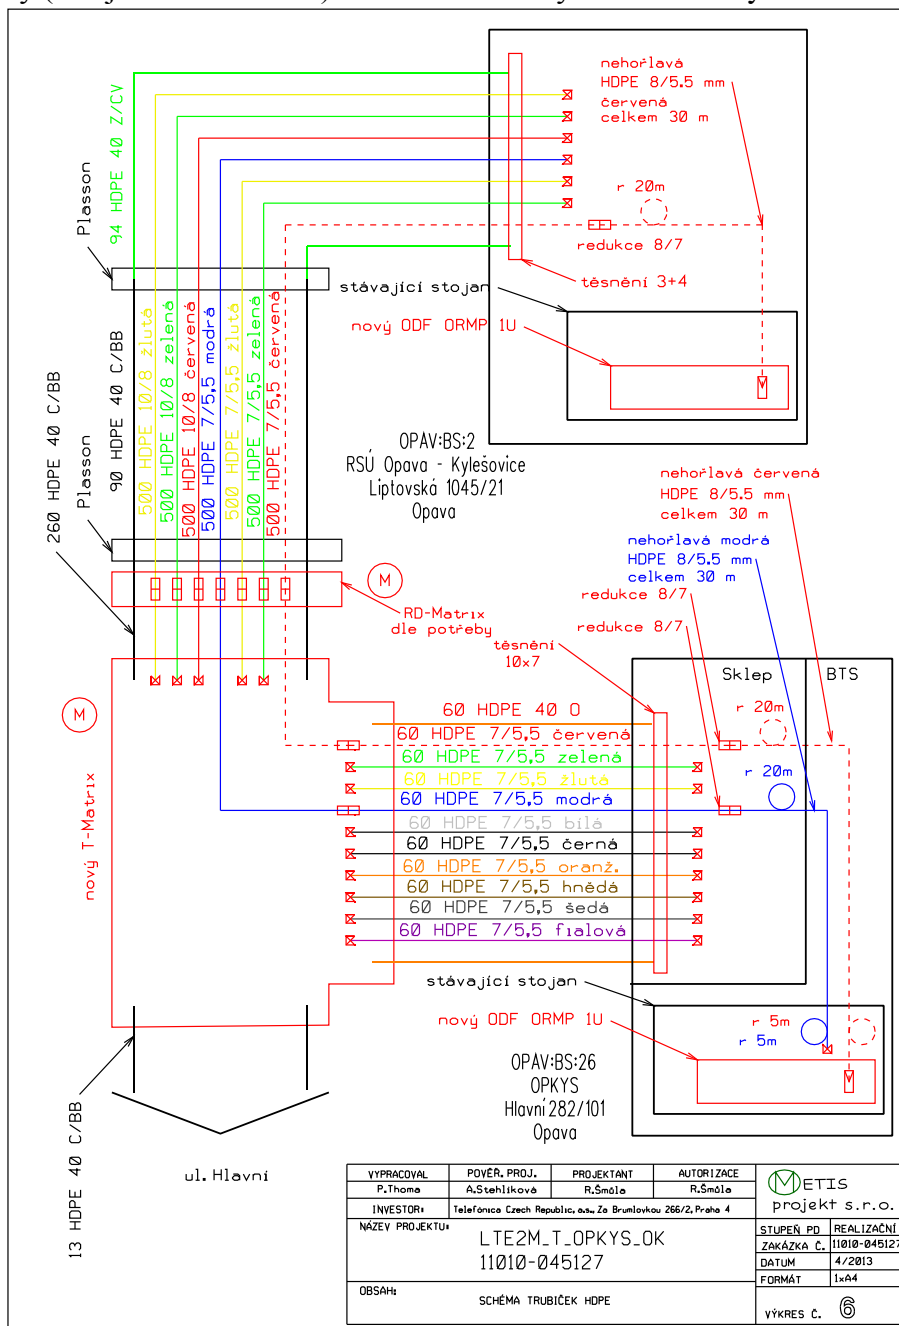 nehořlavá
HDPE 8/5.5 mm
červená
celkem 30 m
r 20m
redukce 8/7
těsnění 3+4
stávající stojan
nový ODF ORMP 1U
Plasson
94 HDPE 40 Z/CV
90 HDPE 40 C/BB
500 HDPE 10/8 žlutá
500 HDPE 10/8 zelená
500 HDPE 10/8 červená
500 HDPE 7/5,5 modrá
500 HDPE 7/5,5 žlutá
500 HDPE 7/5,5 zelená
500 HDPE 7/5,5 červená
260 HDPE 40 C/BB
Plasson
OPAV:BS:2
RSÚ Opava - Kylešovice
Liptovská 1045/21
Opava
nehořlavá červená
HDPE 8/5.5 mm
celkem 30 m
nehořlavá modrá
HDPE 8/5.5 mm
celkem 30 m
redukce 8/7
redukce 8/7
M
RD-Matrix
dle potřeby
těsnění
10x7
Sklep
BTS
r 20m
r 20m
M
nový T-Matrix
60 HDPE 40 O
60 HDPE 7/5,5 červená
60 HDPE 7/5,5 zelená
60 HDPE 7/5,5 žlutá
60 HDPE 7/5,5 modrá
60 HDPE 7/5,5 bílá
60 HDPE 7/5,5 černá
60 HDPE 7/5,5 oranž.
60 HDPE 7/5,5 hnědá
60 HDPE 7/5,5 šedá
60 HDPE 7/5,5 fialová
stávající stojan
nový ODF ORMP 1U
r 5m
r 5m
OPAV:BS:26
OPKYS
Hlavní 282/101
Opava
13 HDPE 40 C/BB
ul. Hlavní
VYPRACOVAL POVĚR. PROJ. PROJEKTANT AUTORIZACE
P.Thoma A.Stehlíková R.Šmůla R.Šmůla
INVESTOR: Telefónica Czech Republic, a.s., Za Brumlovkou 266/2, Praha 4
NÁZEV PROJEKTU:
LTE2M_T_OPKYS_OK
11010-045127
OBSAH:
SCHÉMA TRUBIČEK HDPE
METIS
projekt s.r.o.
STUPEŇ PD REALIZAČNÍ
ZAKÁZKA Č. 11010-045127
DATUM 4/2013
FORMÁT 1xA4
VÝKRES Č. 6